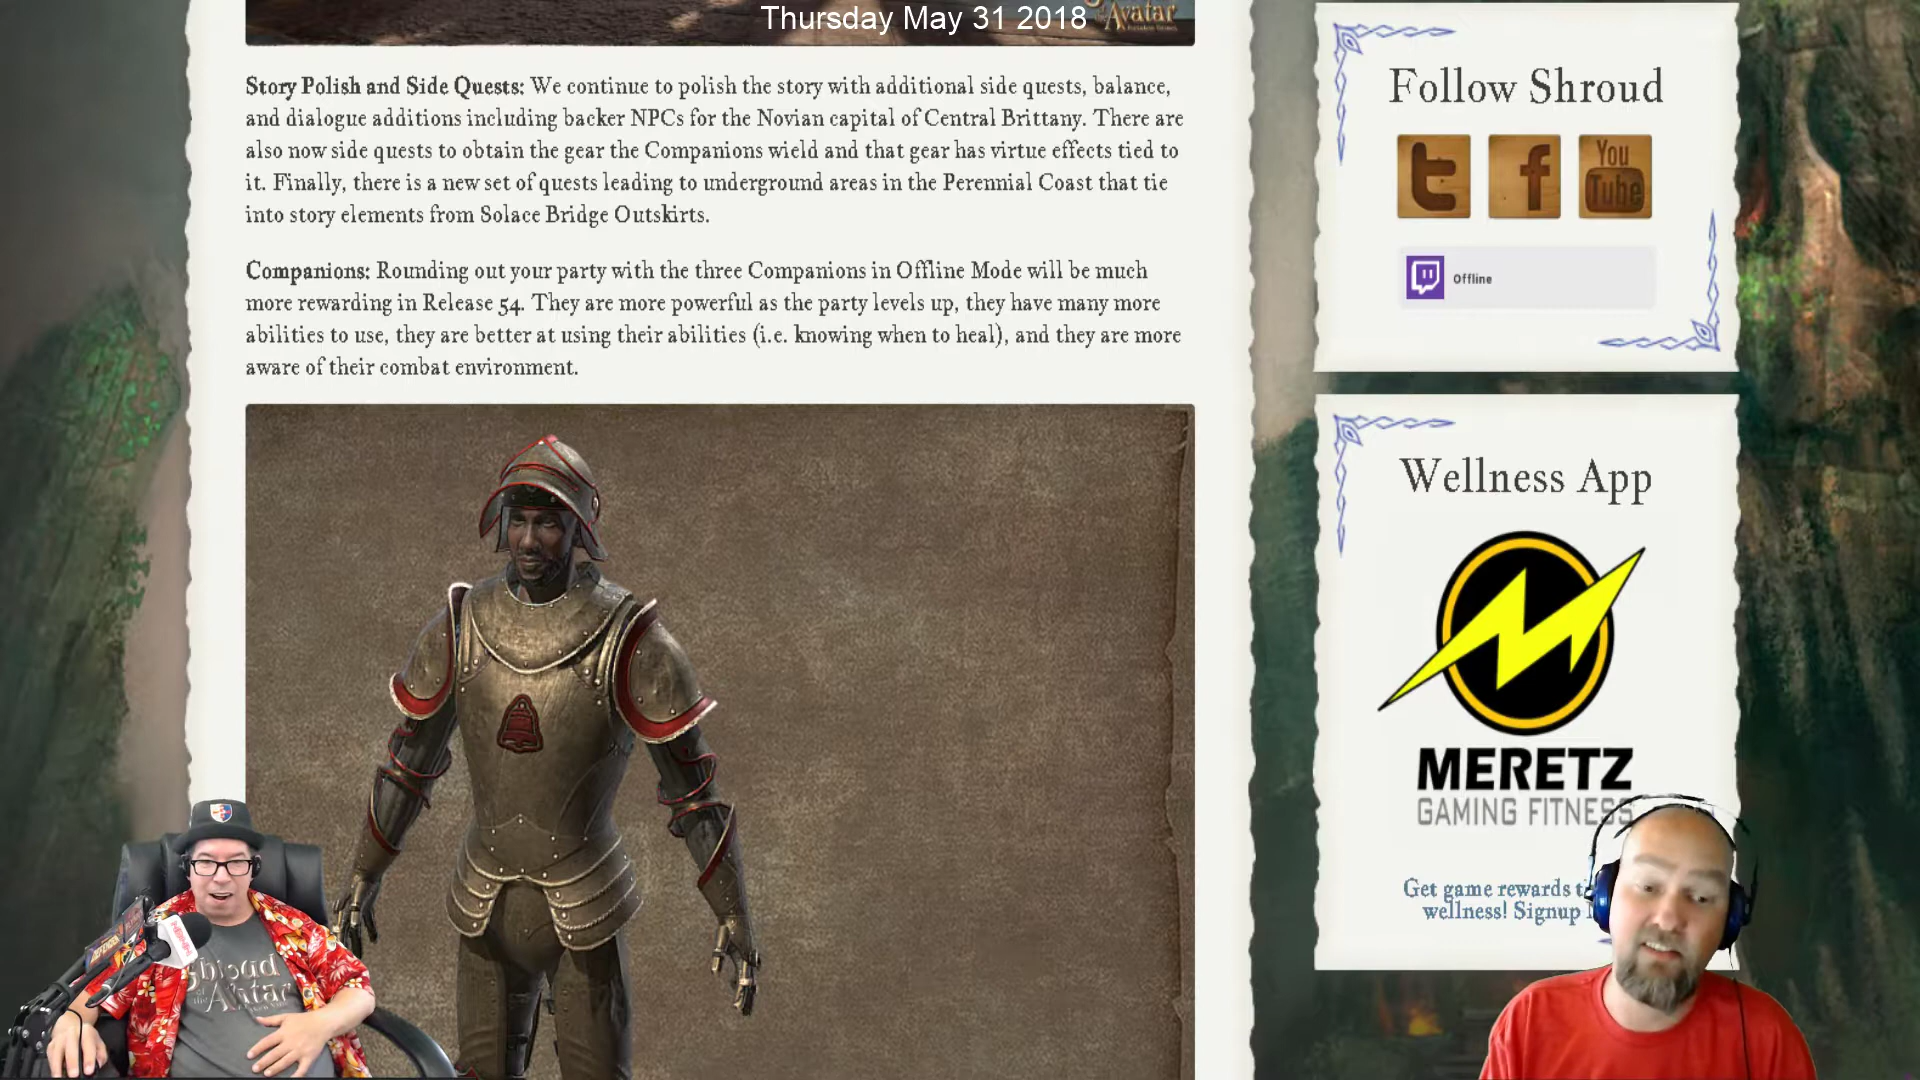 Thursday May 31 2018
the Avatar
Story Polish and Side Quests: We continue to polish the story with additional side quests, balance,
and dialogue additions including backer NPCs for the Novian capital of Central Brittany. There are
also now side quests to obtain the gear the Companions wield and that gear has virtue effects tied to
it. Finally, there is a new set of quests leading to underground areas in the Perennial Coast that tie
into story elements from Solace Bridge Outskirts.
Companions: Rounding out your party with the three Companions in Offline Mode will be much
more rewarding in Release 54. They are more powerful as the party levels up, they have many more
abilities to use, they are better at using their abilities (i.e. knowing when to heal), and they are more
aware of their combat environment.
Follow Shroud
t f You Tube
Offline
Wellness App
MERETZ
GAMING FITNESS
Get game rewards
wellness! Signup
Shroud
of the Avatar